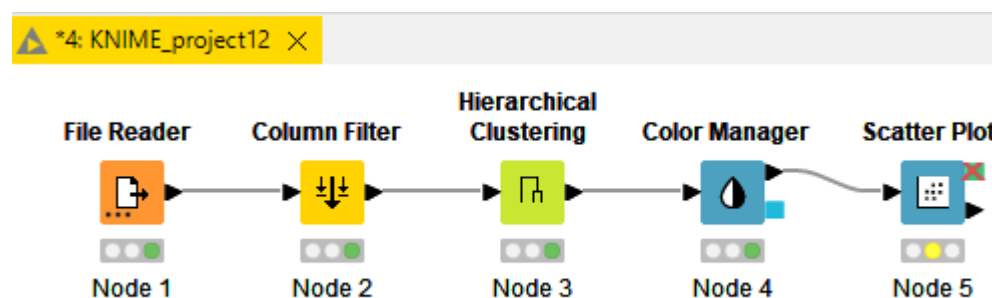 *4: KNIME_project12
File Reader
Column Filter
Hierarchical
Clustering
Color Manager
Scatter Plot
Node 1
Node 2
Node 3
Node 4
Node 5